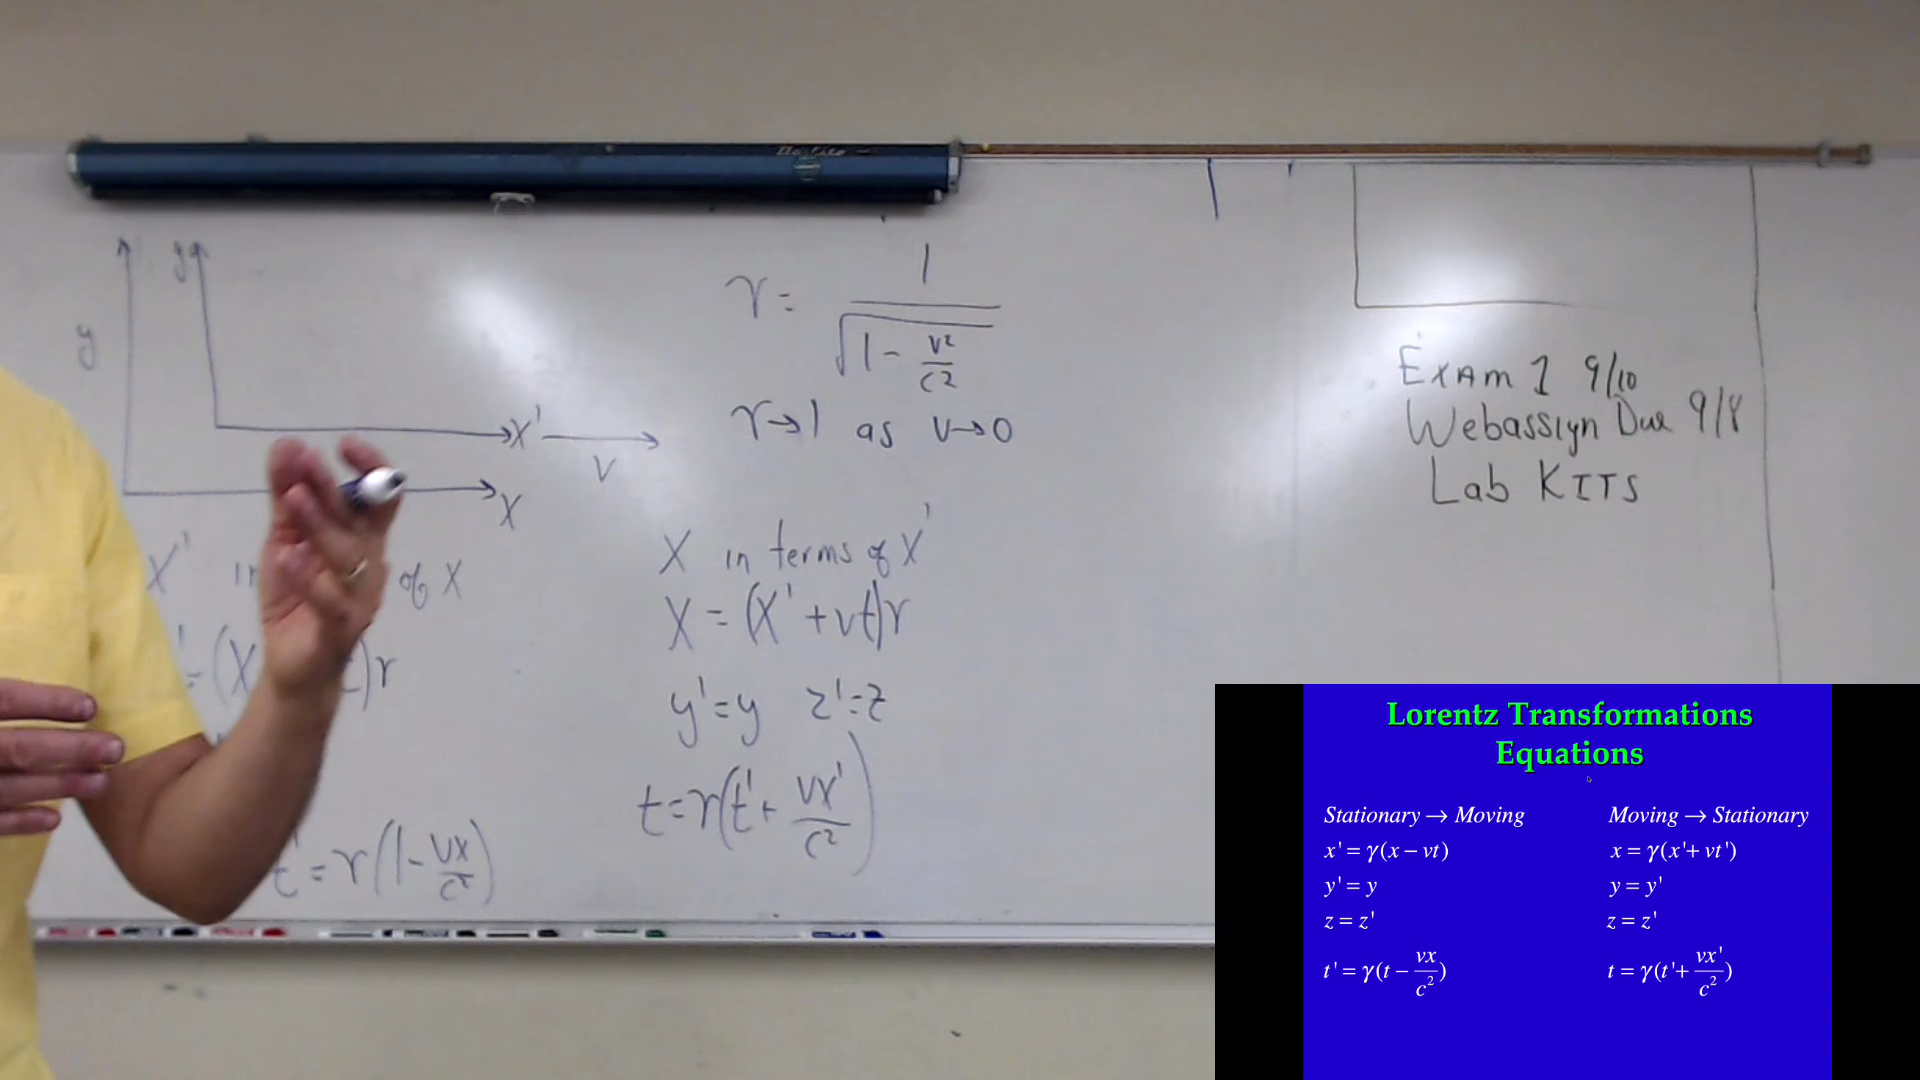 y
y
X'
V
X
X' of X
(X )r
t' = r(1 - vx/c²)
γ = 1/√(1 - v²/c²)
γ→1 as v→0
X in terms of X'
X = (X' + vt)r
y' = y z' = z
t = r(t' + vx'/c²)
Exam 1 9/10
Webassign Due 9/8
Lab KITS
Lorentz Transformations
Equations
Stationary → Moving
x' = γ(x − vt)
y' = y
z = z'
t' = γ(t − vx/c²)
Moving → Stationary
x = γ(x'+ vt')
y = y'
z = z'
t = γ(t'+ vx'/c²)